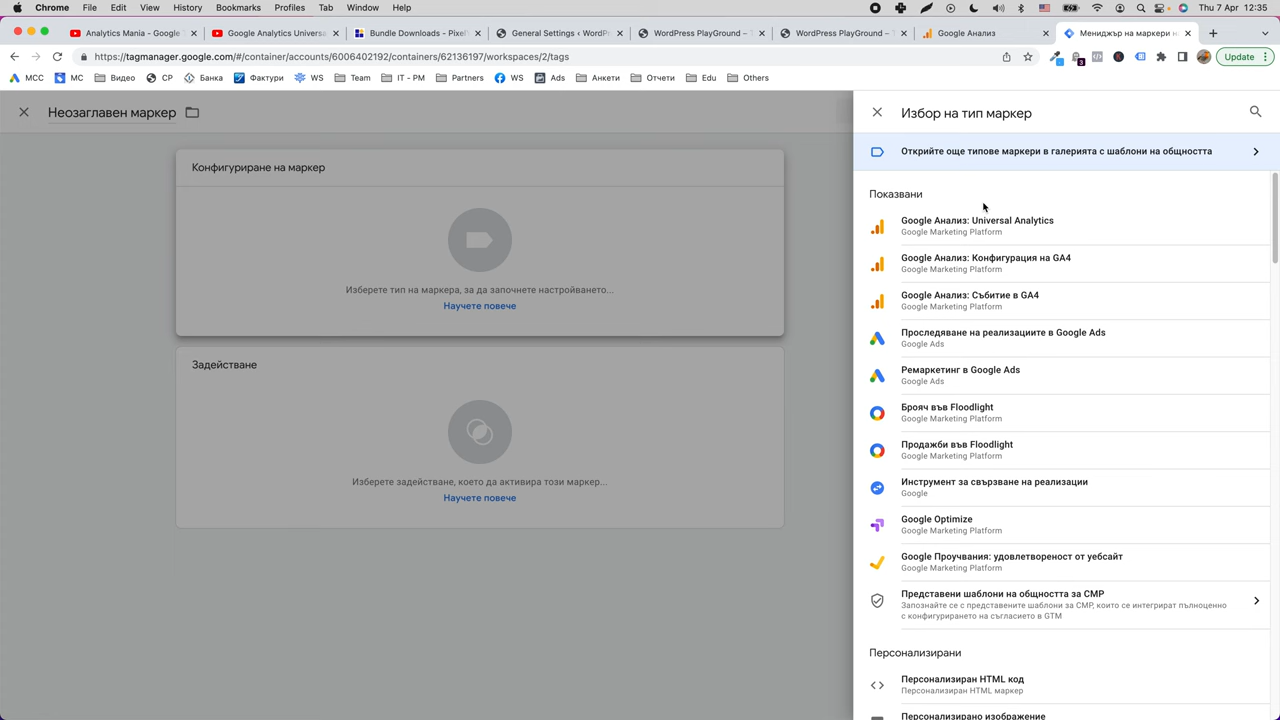 Chrome File Edit View History Bookmarks Profiles Tab Window Help Thu 7 Apr 12:35
Analytics Mania - Google T Google Analytics Univers Bundle Downloads - Pixel General Settings ‹ WordP WordPress PlayGround – T WordPress PlayGround – T Google Анализ Мениджър на маркери н
https://tagmanager.google.com/#/container/accounts/6006402192/containers/62136197/workspaces/2/tags Update
MCC MC Видео CP Банка Фактури WS Team IT - PM Partners WS Ads Анкети Отчети Edu Others
Неозаглавен маркер
Избор на тип маркер
Открийте още типове маркери в галерията с шаблони на общността
Конфигуриране на маркер
Изберете тип на маркера, за да започнете настройването...
Научете повече
Задействане
Изберете задействане, което да активира този маркер...
Научете повече
Показвани
Google Анализ: Universal Analytics
Google Marketing Platform
Google Анализ: Конфигурация на GA4
Google Marketing Platform
Google Анализ: Събитие в GA4
Google Marketing Platform
Проследяване на реализациите в Google Ads
Google Ads
Ремаркетинг в Google Ads
Google Ads
Брояч във Floodlight
Google Marketing Platform
Продажби във Floodlight
Google Marketing Platform
Инструмент за свързване на реализации
Google
Google Optimize
Google Marketing Platform
Google Проучвания: удовлетвореност от уебсайт
Google Marketing Platform
Представени шаблони на общността за CMP
Запознайте се с представените шаблони за CMP, които се интегрират пълноценно
с конфигурирането на съгласието в GTM
Персонализирани
Персонализиран HTML код
Персонализиран HTML маркер
Персонализирано изображение